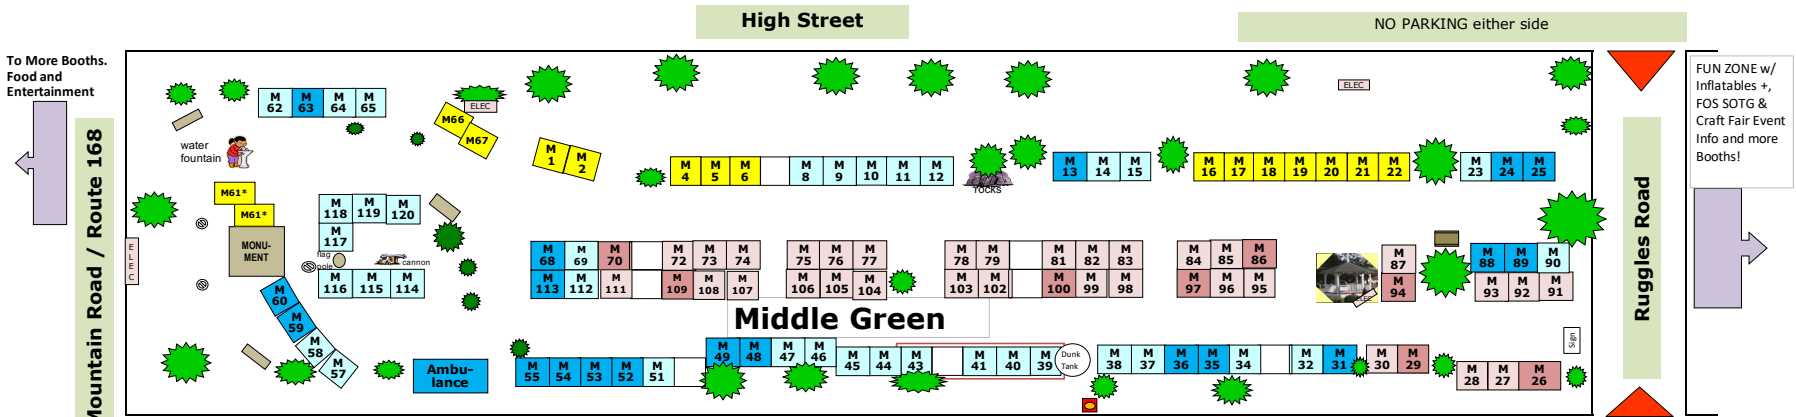 High Street
NO PARKING either side
To More Booths.
Food and
Entertainment
Mountain Road / Route 168
FUN ZONE w/
Inflatables +,
FOS SOTG &
Craft Fair Event
Info and more
Booths!
Ruggles Road
M 62 M 63 M 64 M 65
ELEC
M66
M67
ELEC
water
fountain
M 1 M 2
M 4 M 5 M 6 M 8 M 9 M 10 M 11 M 12
rocks
M 13 M 14 M 15
M 16 M 17 M 18 M 19 M 20 M 21 M 22
M 23 M 24 M 25
M61*
M61*
M 118 M 119 M 120
M 117
MONU-
MENT
ELEC
flag
pole
cannon
M 116 M 115 M 114
M 60
M 59
M 58
M 57
M 68 M 69 M 70 M 72 M 73 M 74 M 75 M 76 M 77 M 78 M 79 M 81 M 82 M 83 M 84 M 85 M 86 M 87 M 88 M 89 M 90
M 113 M 112 M 111 M 109 M 108 M 107 M 106 M 105 M 104 M 103 M 102 M 100 M 99 M 98 M 97 M 96 M 95 M 94 M 93 M 92 M 91
ELEC
Middle Green
Ambu-
lance
M 55 M 54 M 53 M 52 M 51 M 49 M 48 M 47 M 46 M 45 M 44 M 43 M 41 M 40 M 39
Dunk
Tank
M 38 M 37 M 36 M 35 M 34 M 32 M 31 M 30 M 29 M 28 M 27 M 26
Sign